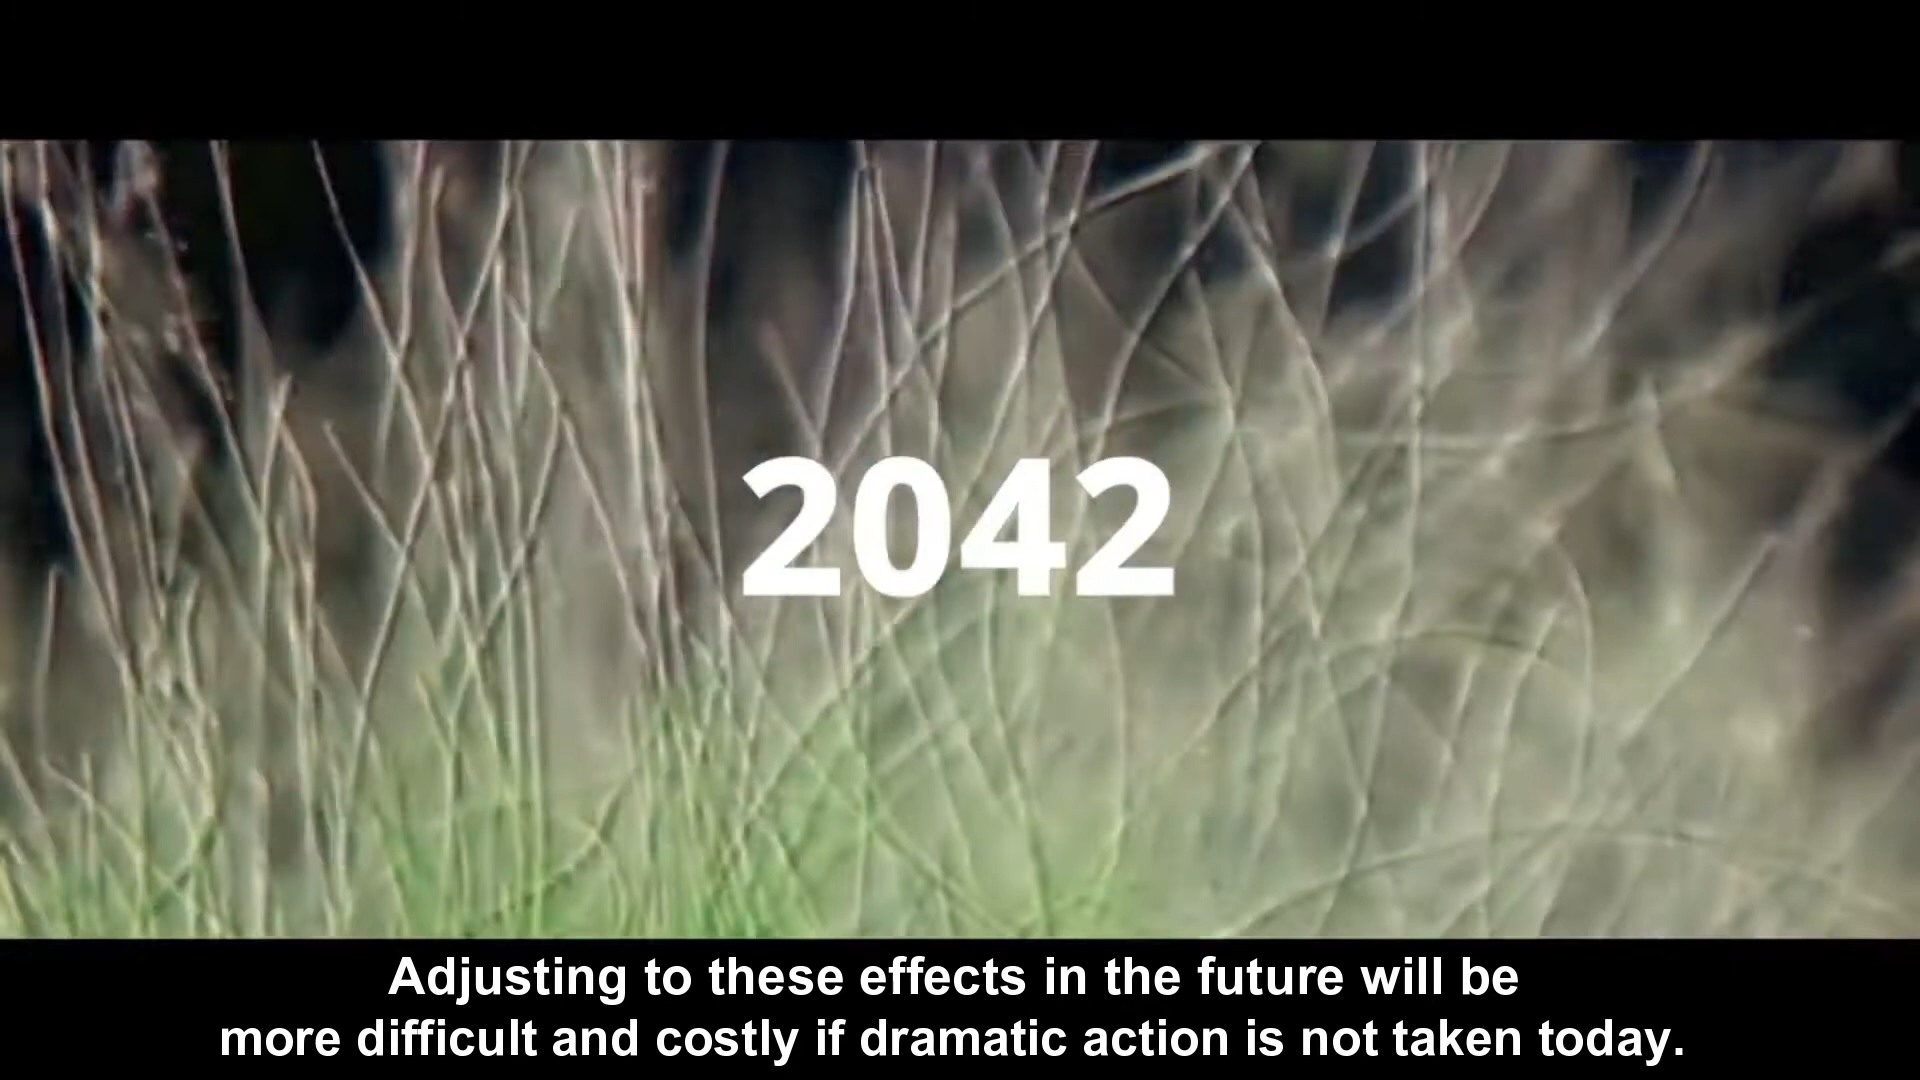 2042
Adjusting to these effects in the future will be
more difficult and costly if dramatic action is not taken today.